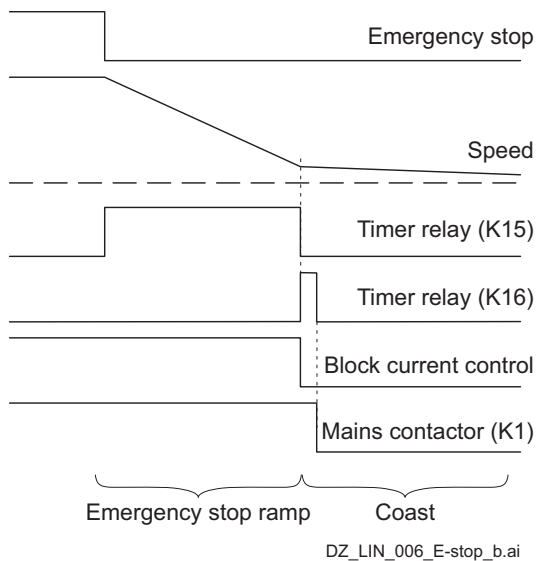 Emergency stop
Speed
Timer relay (K15)
Timer relay (K16)
Block current control
Mains contactor (K1)
Emergency stop ramp Coast
DZ_LIN_006_E-stop_b.ai